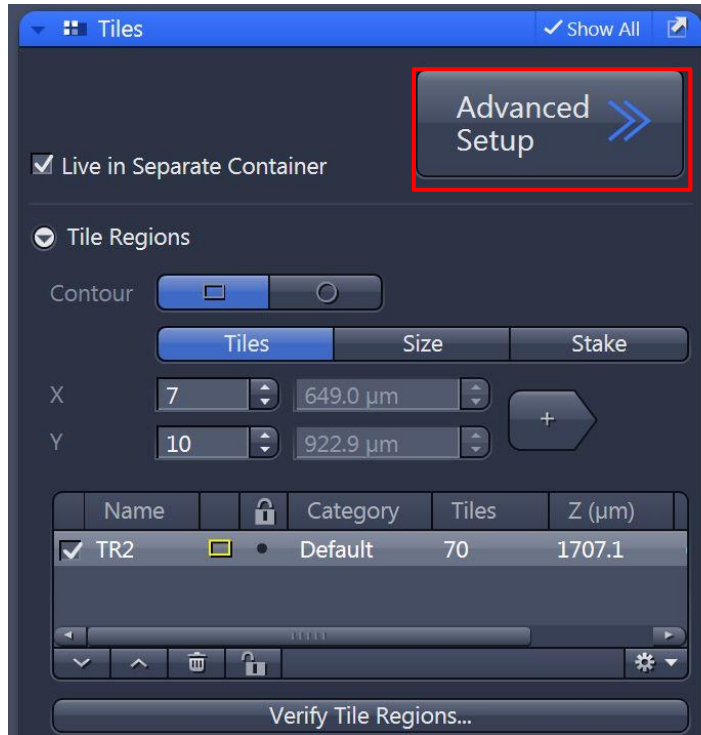 Tiles Show All
Advanced
Setup
Live in Separate Container
Tile Regions
Contour
Tiles Size Stake
X 7 649.0 µm
Y 10 922.9 µm
+
Name Category Tiles Z (µm)
TR2 Default 70 1707.1
Verify Tile Regions...